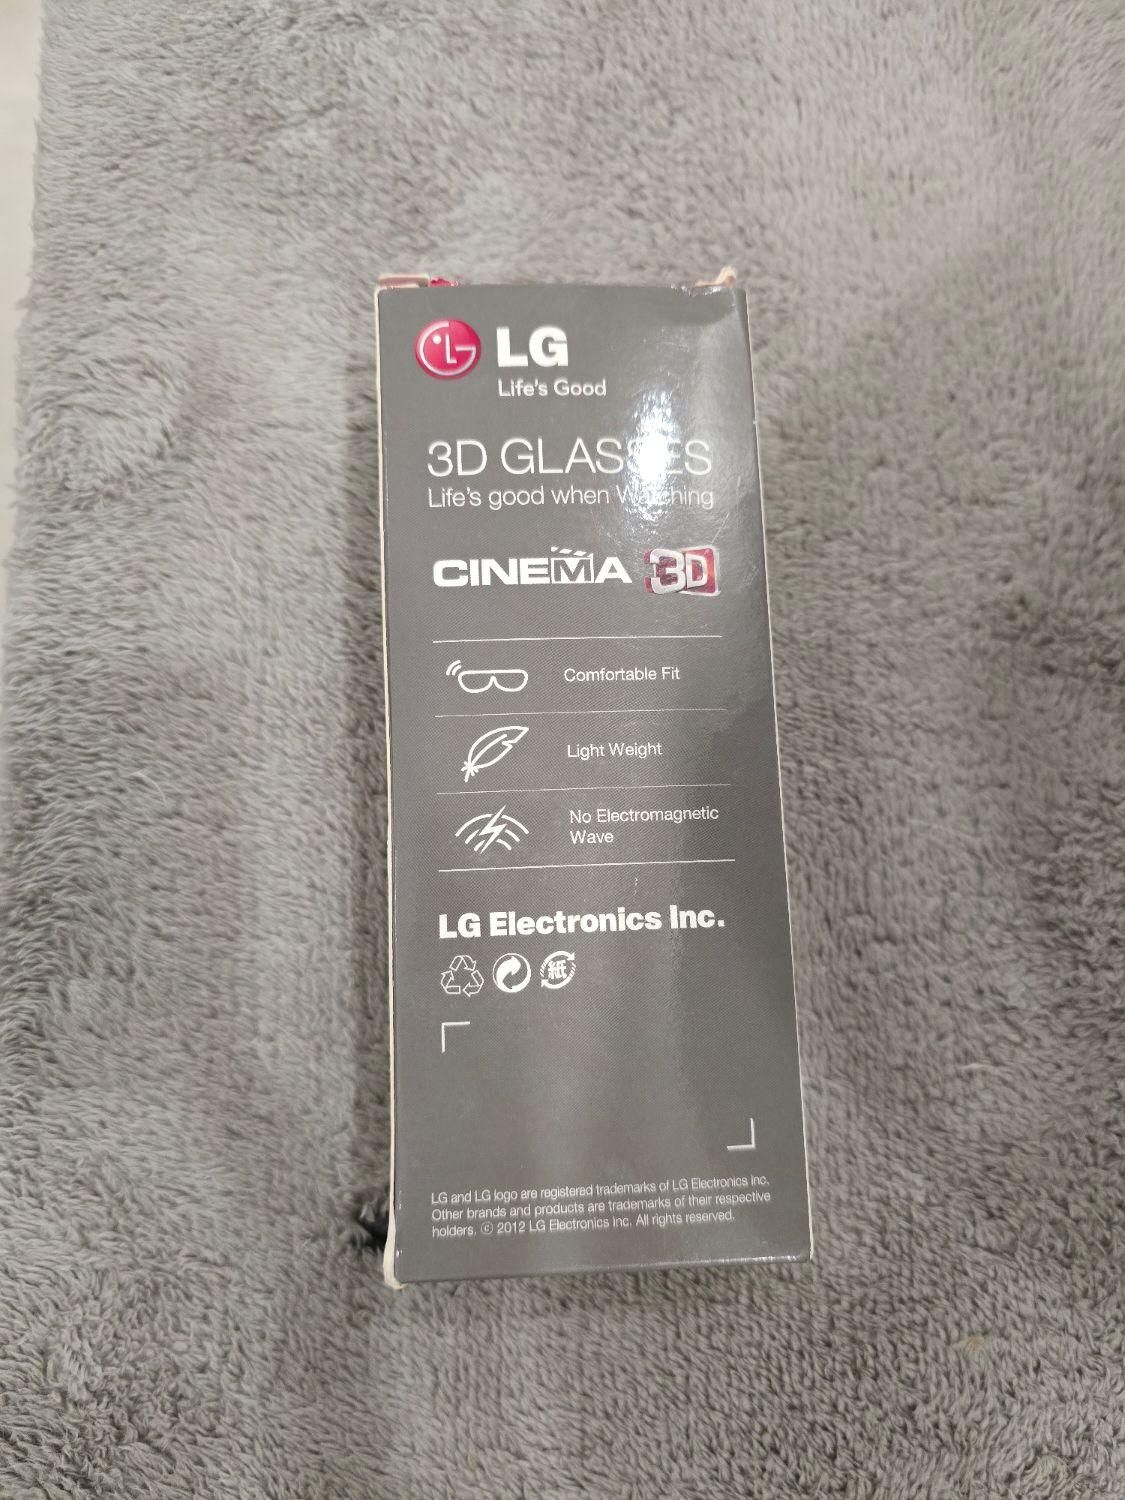 LG
Life's Good
3D GLASSES
Life's good when Watching
CINEMA 3D
Comfortable Fit
Light Weight
No Electromagnetic
Wave
LG Electronics Inc.
紙
LG and LG logo are registered trademarks of LG Electronics Inc.
Other brands and products are trademarks of their respective
holders. © 2012 LG Electronics Inc. All rights reserved.